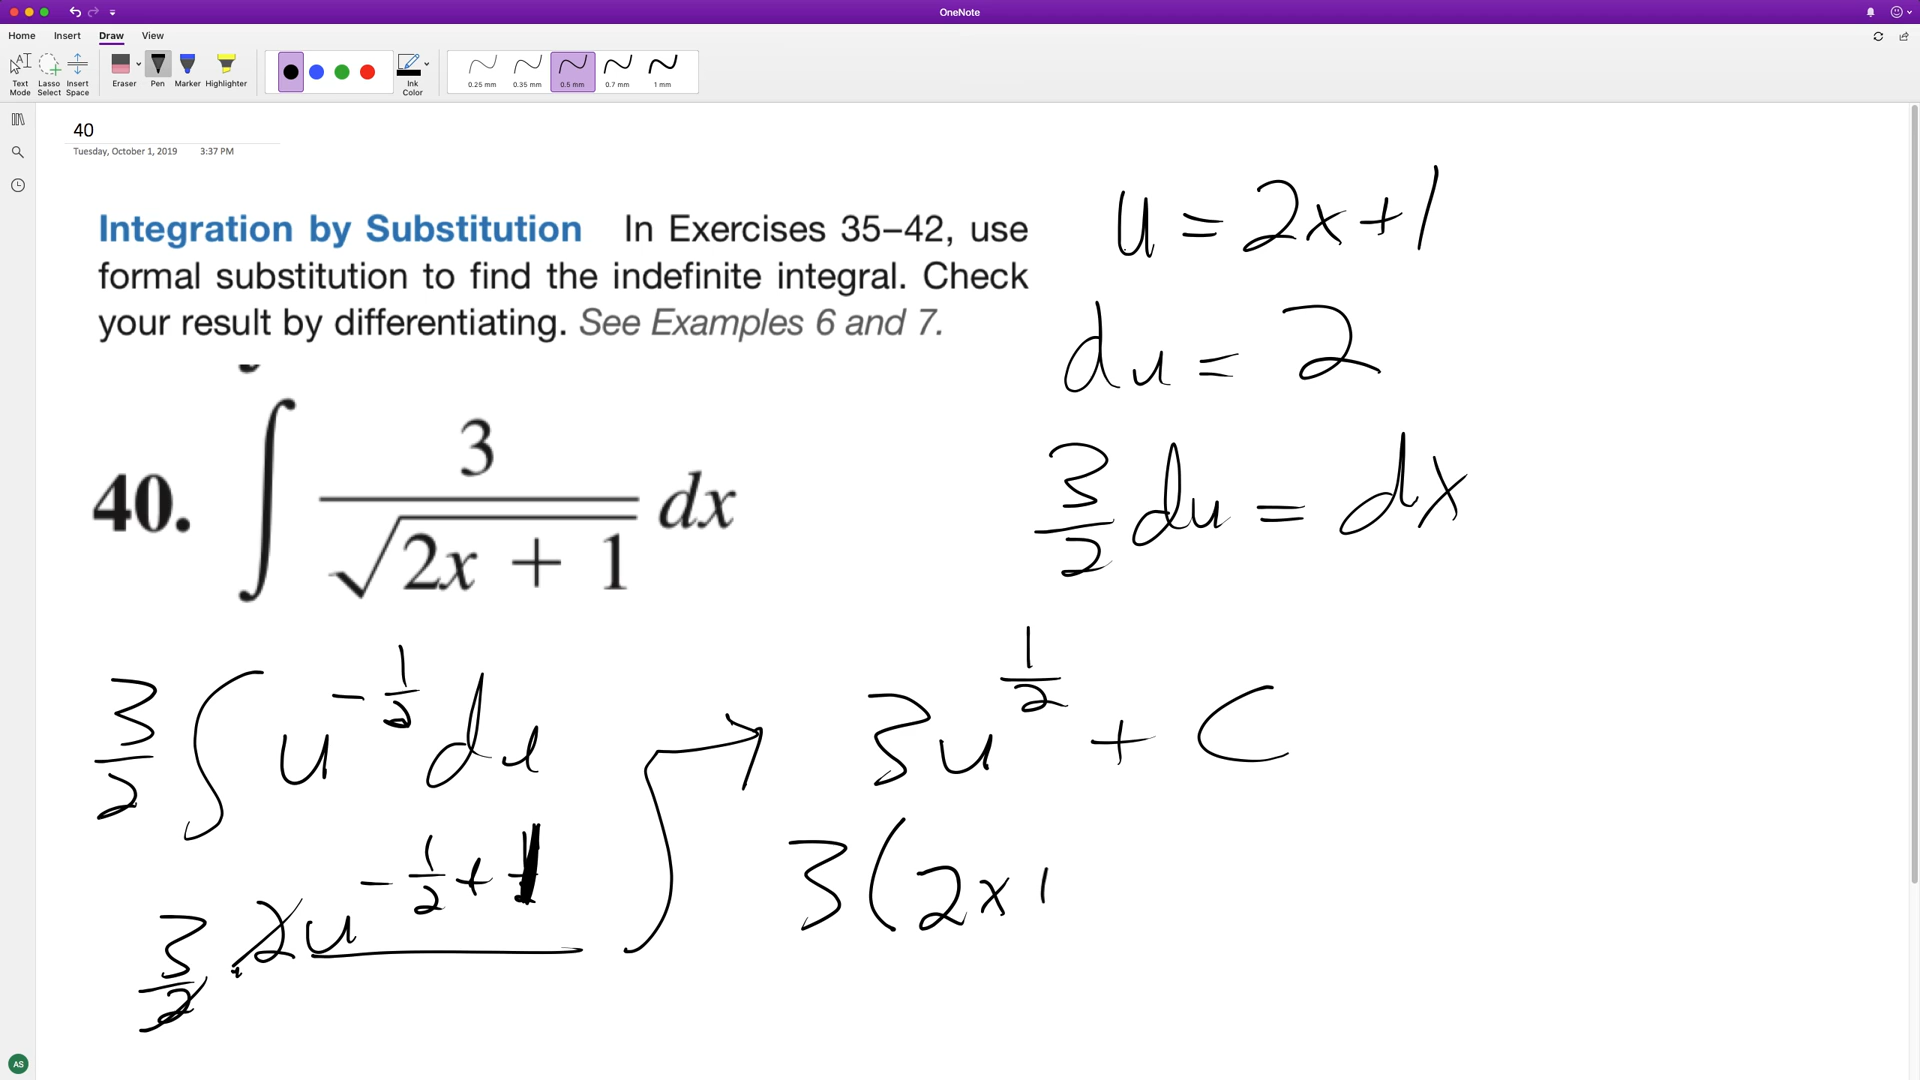 OneNote
Home Insert Draw View
Text Mode Lasso Select Insert Space Eraser Pen Marker Highlighter Ink Color 0.25 mm 0.35 mm 0.5 mm 0.7 mm 1 mm
40
Tuesday, October 1, 2019 3:37 PM
Integration by Substitution In Exercises 35–42, use
formal substitution to find the indefinite integral. Check
your result by differentiating. See Examples 6 and 7.
40. ∫ 3/√(2x + 1) dx
u = 2x+1
du = 2
3/2 du = dx
3/2 ∫ u^(-1/2) du
3/2 · 2u^(-1/2 + 1)
3u^(1/2) + C
3(2x
AS